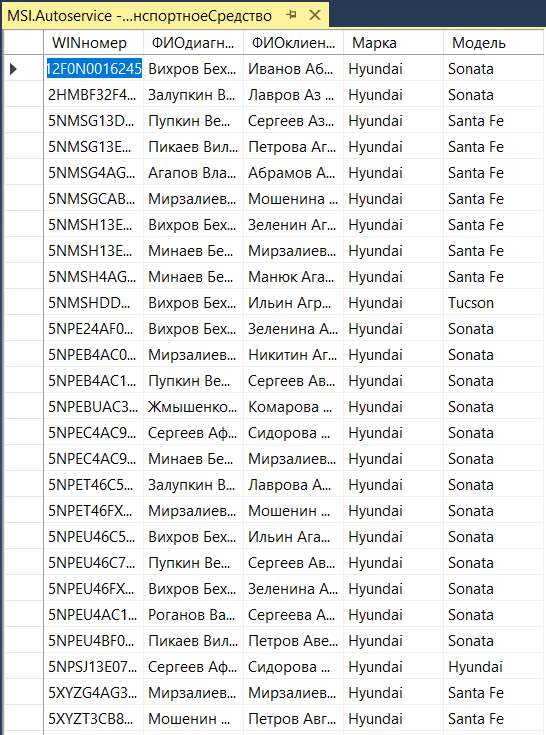 MSI.Autoservice -...нспортноеСредство
WINномер ФИОдиагн... ФИОклиен... Марка Модель
12F0N0016245 Вихров Бех... Иванов Аб... Hyundai Sonata
2HMBF32F4... Залупкин В... Лавров Аз ... Hyundai Sonata
5NMSG13D... Пупкин Ве... Сергеев Аз... Hyundai Santa Fe
5NMSG13E... Пикаев Вил... Петрова Аг... Hyundai Santa Fe
5NMSG4AG... Агапов Вла... Абрамов А... Hyundai Santa Fe
5NMSGCAB... Мирзалиев... Мошенина ... Hyundai Santa Fe
5NMSH13E... Вихров Бех... Зеленин Аг... Hyundai Santa Fe
5NMSH13E... Минаев Бе... Мирзалиев... Hyundai Santa Fe
5NMSH4AG... Минаев Бе... Манюк Ага... Hyundai Santa Fe
5NMSHDD... Вихров Бех... Ильин Агр... Hyundai Tucson
5NPE24AF0... Вихров Бех... Зеленина А... Hyundai Sonata
5NPEB4AC0... Мирзалиев... Никитин Аг... Hyundai Sonata
5NPEB4AC1... Пупкин Ве... Сергеев Ав... Hyundai Sonata
5NPEBUAC3... Жмышенко... Комарова ... Hyundai Sonata
5NPEC4AC9... Сергеев Аф... Сидорова ... Hyundai Sonata
5NPEC4AC9... Минаев Бе... Мирзалиев... Hyundai Sonata
5NPET46C5... Залупкин В... Лаврова А... Hyundai Sonata
5NPET46FX... Мирзалиев... Мошенин ... Hyundai Sonata
5NPEU46C5... Вихров Бех... Ильин Ага... Hyundai Sonata
5NPEU46C7... Пупкин Ве... Сергеев Ав... Hyundai Sonata
5NPEU46FX... Вихров Бех... Зеленина А... Hyundai Sonata
5NPEU4AC1... Роганов Ва... Сергеева А... Hyundai Sonata
5NPEU4BF0... Пикаев Вил... Петров Аве... Hyundai Sonata
5NPSJ13E07... Сергеев Аф... Сидорова ... Hyundai Hyundai
5XYZG4AG3... Мирзалиев... Мирзалиев... Hyundai Santa Fe
5XYZT3CB8... Мошенин ... Петров Авг... Hyundai Santa Fe